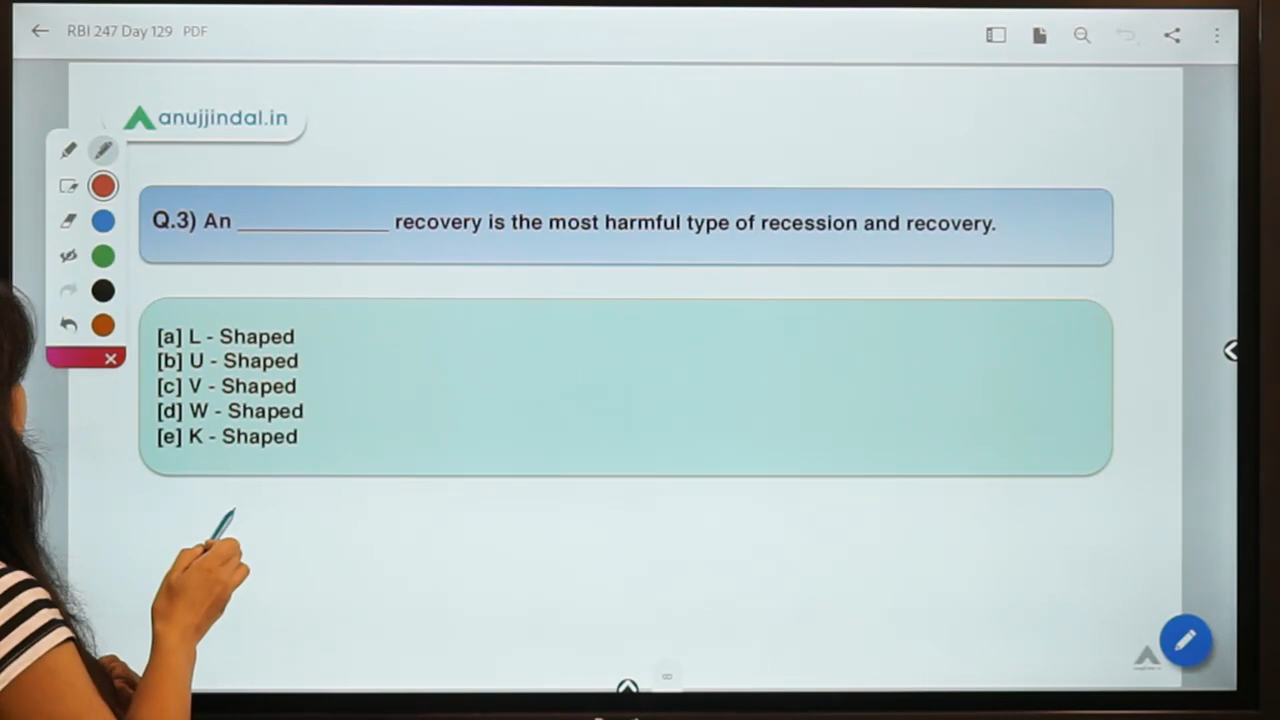 RBI 247 Day 129 PDF
anujjindal.in
Q.3) An _____________ recovery is the most harmful type of recession and recovery.
[a] L - Shaped
[b] U - Shaped
[c] V - Shaped
[d] W - Shaped
[e] K - Shaped